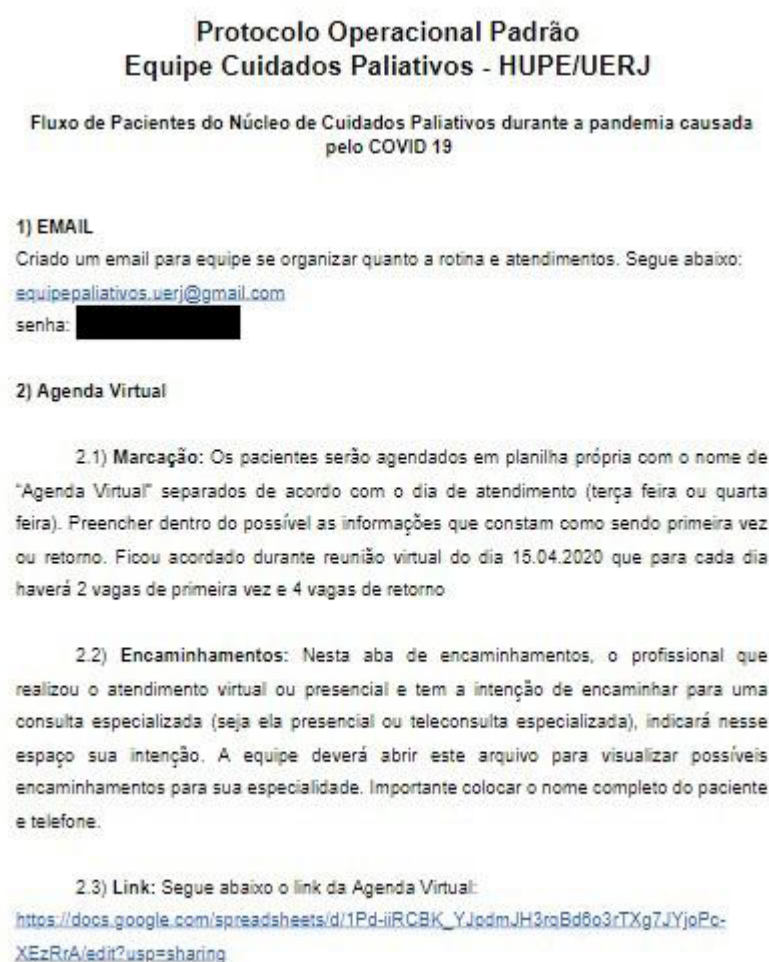 Protocolo Operacional Padrão
Equipe Cuidados Paliativos - HUPE/UERJ
Fluxo de Pacientes do Núcleo de Cuidados Paliativos durante a pandemia causada
pelo COVID 19
1) EMAIL
Criado um email para equipe se organizar quanto a rotina e atendimentos. Segue abaixo:
equipepaliativos.uerj@gmail.com
senha:
2) Agenda Virtual
2.1) Marcação: Os pacientes serão agendados em planilha própria com o nome de
"Agenda Virtual" separados de acordo com o dia de atendimento (terça feira ou quarta
feira). Preencher dentro do possível as informações que constam como sendo primeira vez
ou retorno. Ficou acordado durante reunião virtual do dia 15.04.2020 que para cada dia
haverá 2 vagas de primeira vez e 4 vagas de retorno
2.2) Encaminhamentos: Nesta aba de encaminhamentos, o profissional que
realizou o atendimento virtual ou presencial e tem a intenção de encaminhar para uma
consulta especializada (seja ela presencial ou teleconsulta especializada), indicará nesse
espaço sua intenção. A equipe deverá abrir este arquivo para visualizar possíveis
encaminhamentos para sua especialidade. Importante colocar o nome completo do paciente
e telefone.
2.3) Link: Segue abaixo o link da Agenda Virtual:
https://docs.google.com/spreadsheets/d/1Pd-iiRCBK_YJpdmJH3rqBd6o3rTXg7JYjoPc-
XEzRrA/edit?usp=sharing